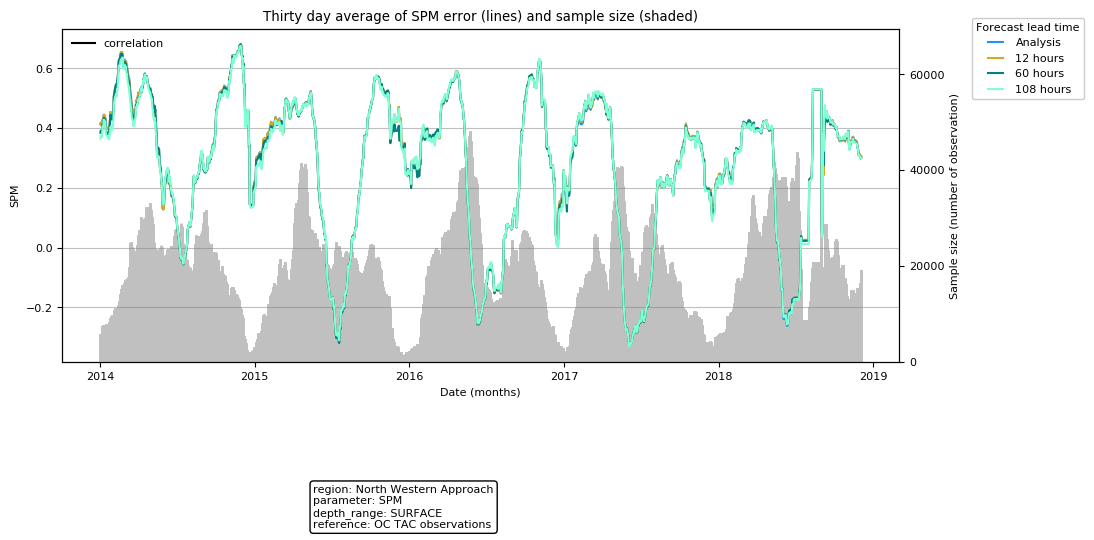 Thirty day average of SPM error (lines) and sample size (shaded)
correlation
Forecast lead time
Analysis
12 hours
60 hours
108 hours
SPM
0.6
0.4
0.2
0.0
−0.2
60000
40000
20000
0
Sample size (number of observation)
2014 2015 2016 2017 2018 2019
Date (months)
region: North Western Approach
parameter: SPM
depth_range: SURFACE
reference: OC TAC observations